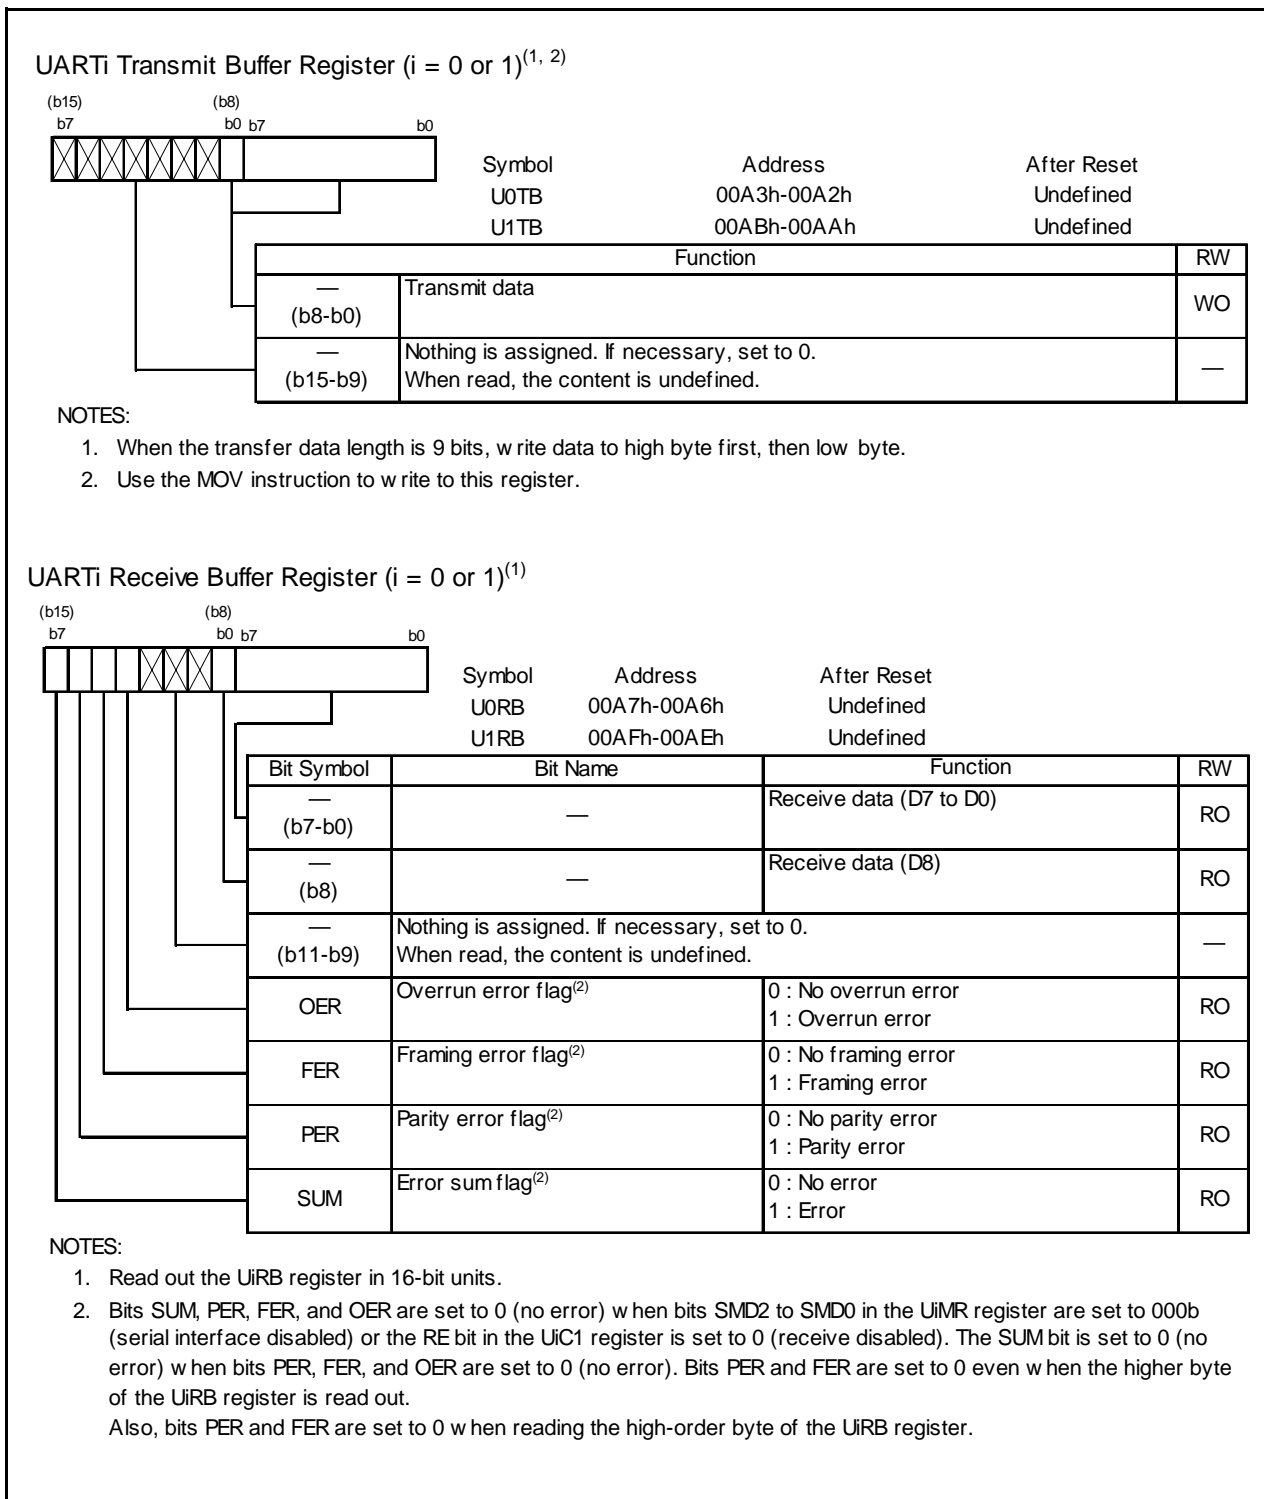 UARTi Transmit Buffer Register (i = 0 or 1)(1, 2)
(b15) (b8)
b7 b0 b7 b0
Symbol Address After Reset
U0TB 00A3h-00A2h Undefined
U1TB 00ABh-00AAh Undefined
Function RW
— (b8-b0) Transmit data WO
— (b15-b9) Nothing is assigned. If necessary, set to 0.
When read, the content is undefined. —
NOTES:
1. When the transfer data length is 9 bits, write data to high byte first, then low byte.
2. Use the MOV instruction to write to this register.
UARTi Receive Buffer Register (i = 0 or 1)(1)
(b15) (b8)
b7 b0 b7 b0
Symbol Address After Reset
U0RB 00A7h-00A6h Undefined
U1RB 00AFh-00AEh Undefined
Bit Symbol Bit Name Function RW
— (b7-b0) — Receive data (D7 to D0) RO
— (b8) — Receive data (D8) RO
— (b11-b9) Nothing is assigned. If necessary, set to 0.
When read, the content is undefined. —
OER Overrun error flag(2) 0 : No overrun error
1 : Overrun error RO
FER Framing error flag(2) 0 : No framing error
1 : Framing error RO
PER Parity error flag(2) 0 : No parity error
1 : Parity error RO
SUM Error sum flag(2) 0 : No error
1 : Error RO
NOTES:
1. Read out the UiRB register in 16-bit units.
2. Bits SUM, PER, FER, and OER are set to 0 (no error) when bits SMD2 to SMD0 in the UiMR register are set to 000b
(serial interface disabled) or the RE bit in the UiC1 register is set to 0 (receive disabled). The SUM bit is set to 0 (no
error) when bits PER, FER, and OER are set to 0 (no error). Bits PER and FER are set to 0 even when the higher byte
of the UiRB register is read out.
Also, bits PER and FER are set to 0 when reading the high-order byte of the UiRB register.